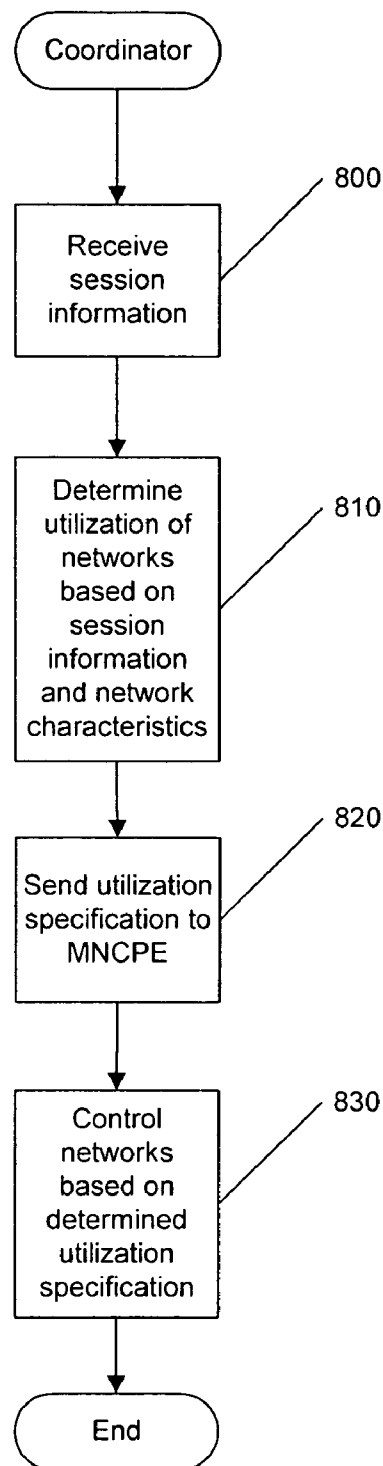 Coordinator
800
Receive
session
information
Determine
utilization of
networks
based on
session
information
and network
characteristics
810
Send utilization
specification to
MNCPE
820
Control
networks
based on
determined
utilization
specification
830
End